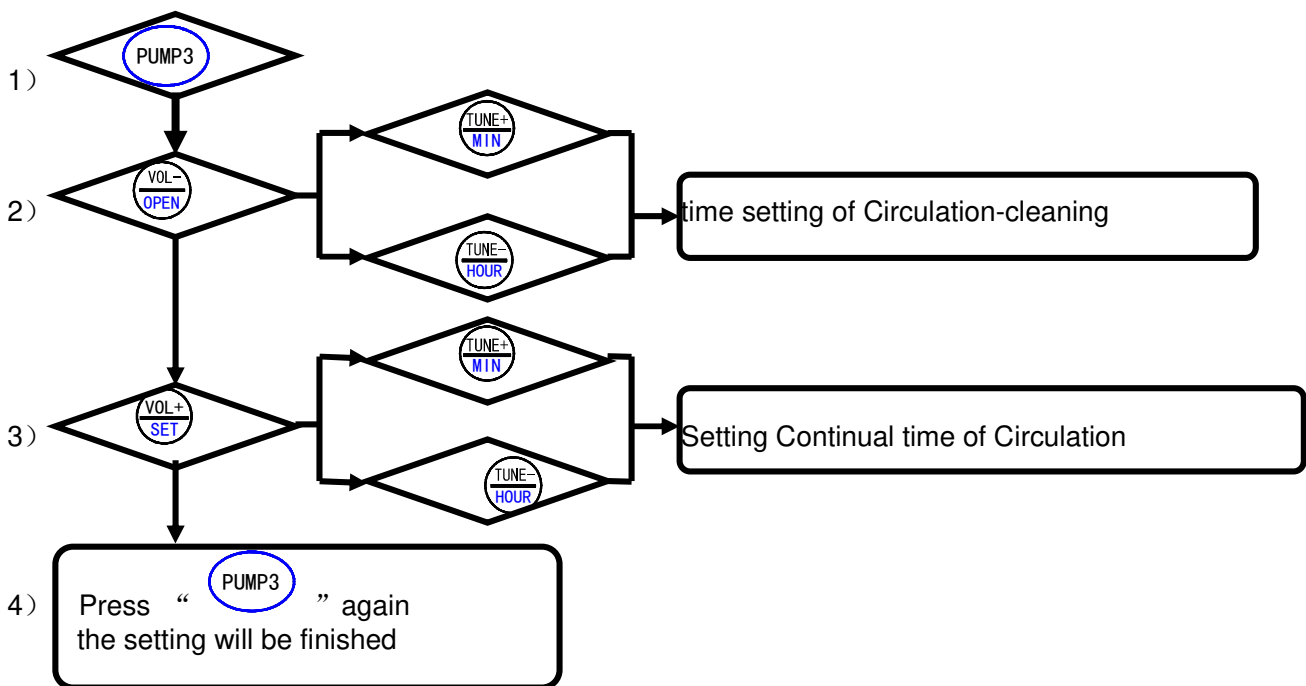 PUMP3
1）
TUNE+
MIN
VOL-
OPEN
2）
time setting of Circulation-cleaning
TUNE-
HOUR
TUNE+
MIN
VOL+
SET
3）
Setting Continual time of Circulation
TUNE-
HOUR
PUMP3
4）
Press “ ” again
the setting will be finished